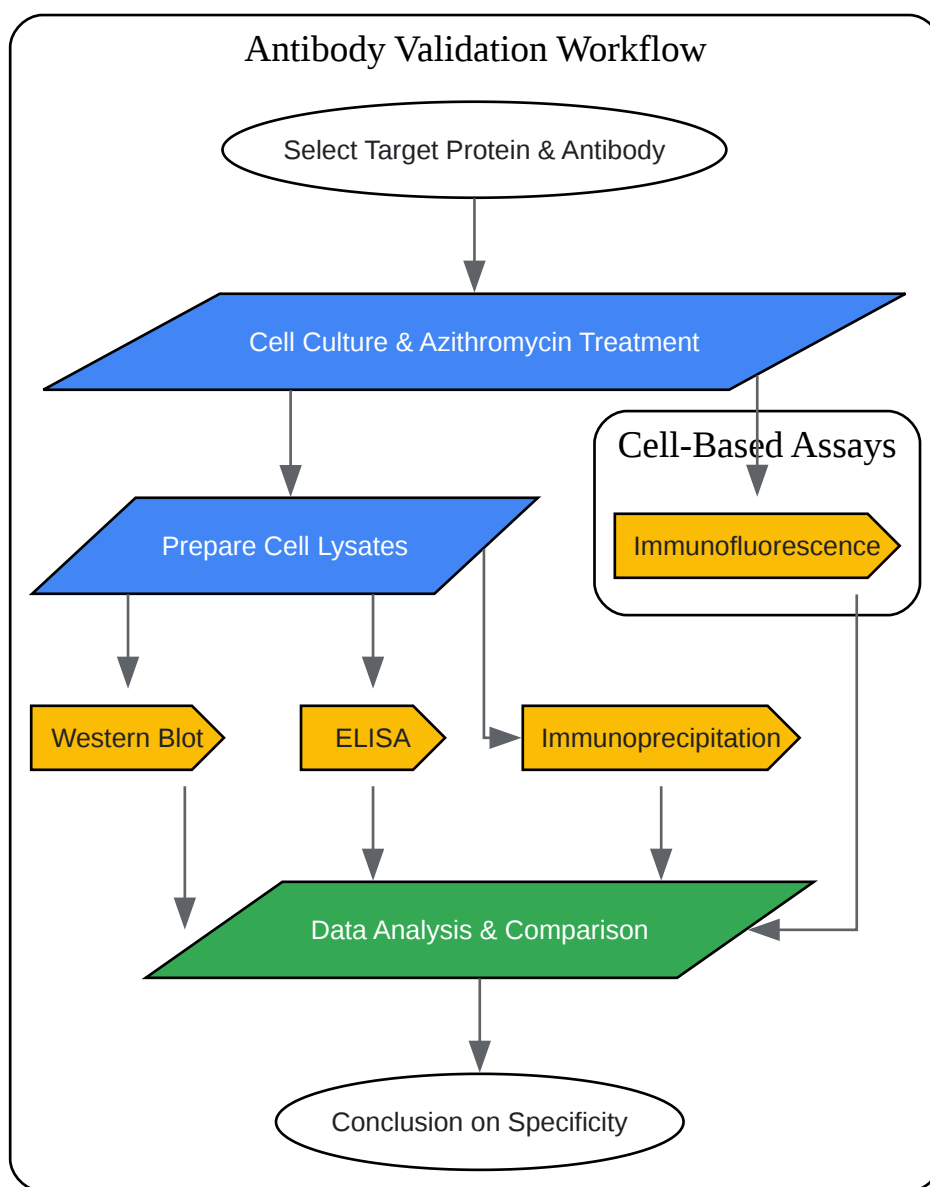 Antibody Validation Workflow
Select Target Protein & Antibody
Cell Culture & Azithromycin Treatment
Cell-Based Assays
Prepare Cell Lysates
Immunofluorescence
Western Blot
ELISA
Immunoprecipitation
Data Analysis & Comparison
Conclusion on Specificity